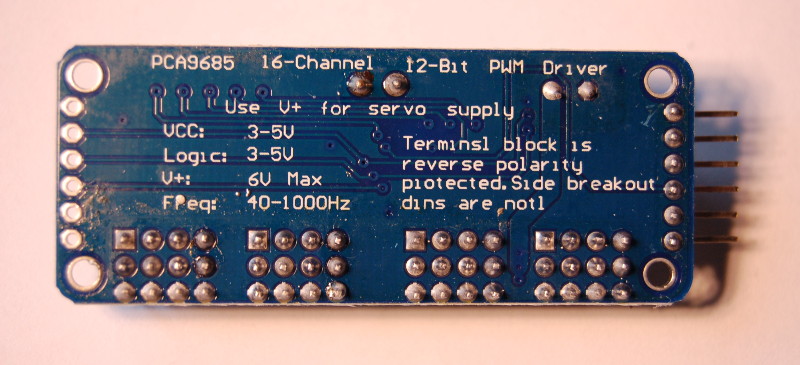 PCA9685 16-Channel 12-Bit PWM Driver
Use V+ for servo supply
VCC: 3-5V
Logic: 3-5V
V+: 6V Max
FReq: 40-1000Hz
Terminsl block is
reverse polarity
piotected.Side breakout
dins are notl